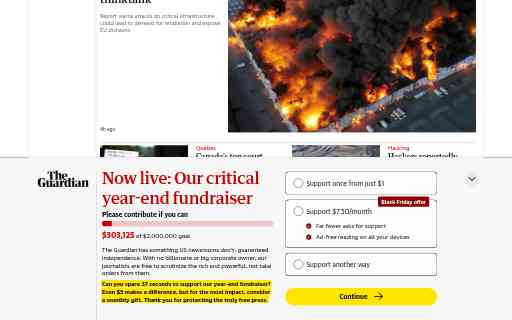 thinktank
Report warns attacks on critical infrastructure
could lead to demand for retaliation and expose
EU divisions
4h ago
Quebec
Canada's top court
Hacking
Hackers reportedly
The
Guardian
Now live: Our critical
year-end fundraiser
Please contribute if you can
$303,125 of $2,000,000 goal
The Guardian has something US newsrooms don't: guaranteed
independence. With no billionaire or big corporate owner, our
journalists are free to scrutinize the rich and powerful, not take
orders from them.
Can you spare 37 seconds to support our year-end fundraiser?
Even $5 makes a difference, but for the most impact, consider
a monthly gift. Thank you for protecting the truly free press.
Support once from just $1
Black Friday offer
Support $7.50/month
Far fewer asks for support
Ad-free reading on all your devices
Support another way
Continue →